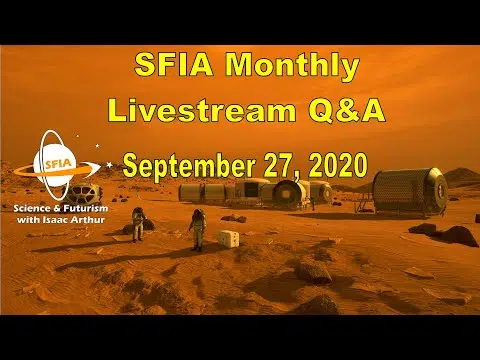 SFIA Monthly
Livestream Q&A
September 27, 2020
SFIA
Science & Futurism
with Isaac Arthur